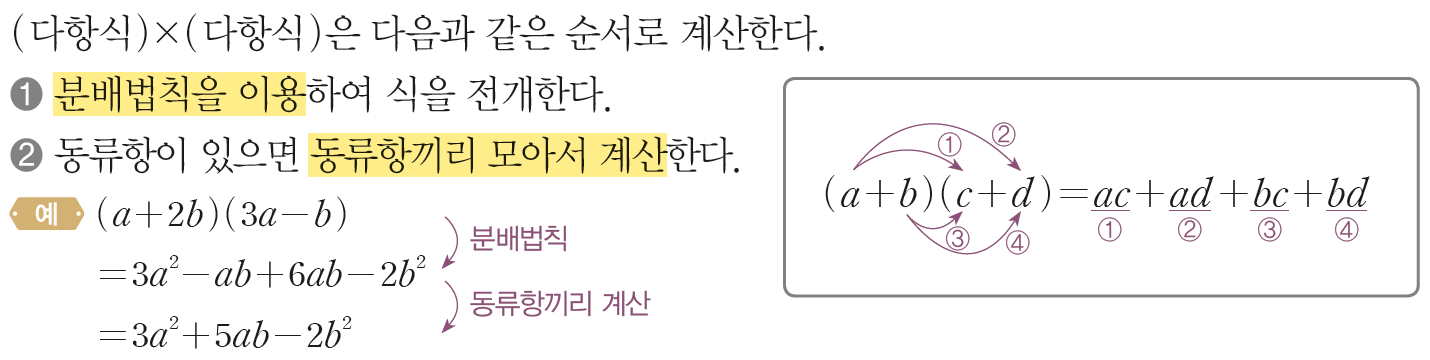 (다항식)×(다항식)은 다음과 같은 순서로 계산한다.
❶ 분배법칙을 이용하여 식을 전개한다.
❷ 동류항이 있으면 동류항끼리 모아서 계산한다.
예 (a+2b)(3a-b)
분배법칙
=3a²-ab+6ab-2b²
동류항끼리 계산
=3a²+5ab-2b²
① ②
(a+b)(c+d)=ac+ad+bc+bd
③ ④ ① ② ③ ④